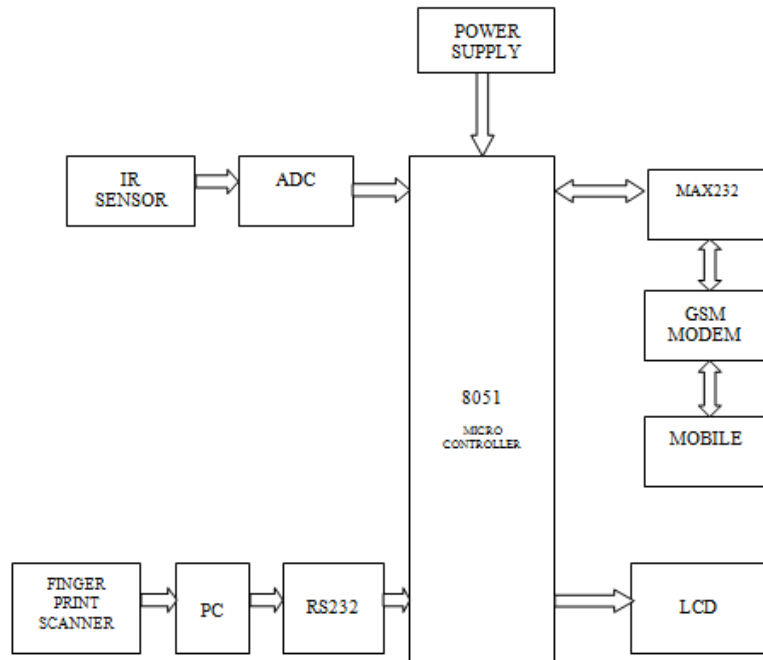 POWER
SUPPLY
IR
SENSOR
ADC
MAX232
GSM
MODEM
8051
MICRO
CONTROLLER
MOBILE
FINGER
PRINT
SCANNER
PC
RS232
LCD